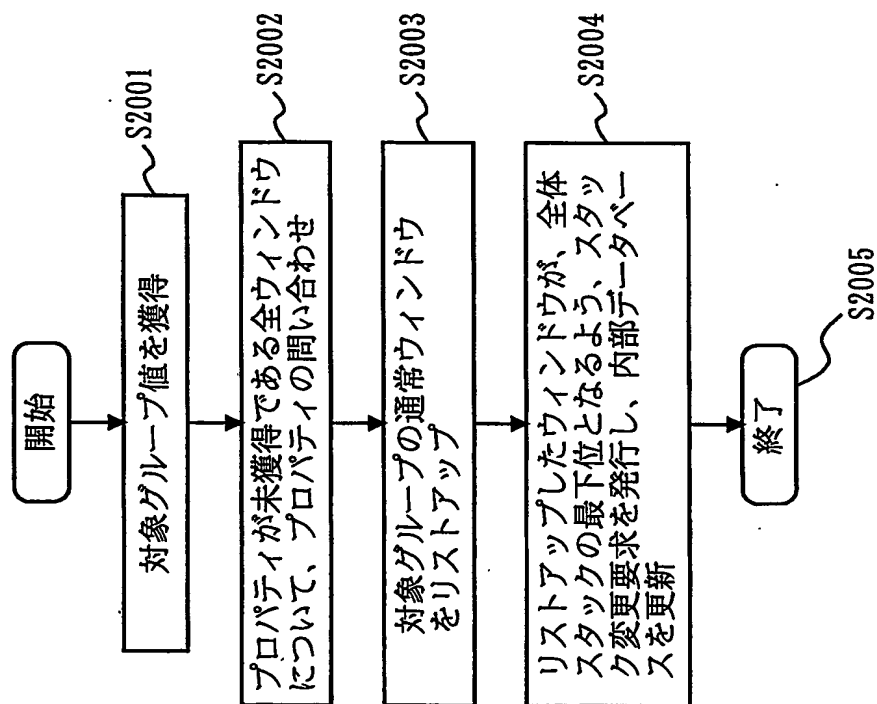 開始
対象グループ値を獲得
S2001
プロパティが未獲得である全ウィンドウ
について、プロパティの問い合わせ
S2002
対象グループの通常ウィンドウ
をリストアップ
S2003
リストアップしたウィンドウが、全体
スタックの最下位となるよう、スタッ
ク変更要求を発行し、内部データベー
スを更新
S2004
終了
S2005